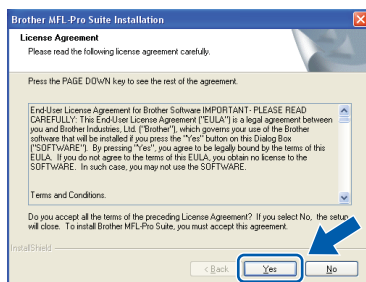 Brother MFL-Pro Suite Installation
License Agreement
Please read the following license agreement carefully.
Press the PAGE DOWN key to see the rest of the agreement.
End-User License Agreement for Brother Software IMPORTANT- PLEASE READ
CAREFULLY: This End-User License Agreement ("EULA") is a legal agreement between
you and Brother Industries, Ltd. ("Brother"), which governs your use of the Brother
software that will be installed if you press the "Yes" button on this Dialog Box
("SOFTWARE"). By pressing "Yes", you agree to be legally bound by the terms of this
EULA. If you do not agree to the terms of this EULA, you obtain no license to the
SOFTWARE. In such case, you may not use the SOFTWARE.
Terms and Conditions.
Do you accept all the terms of the preceding License Agreement? If you select No, the setup
will close. To install Brother MFL-Pro Suite, you must accept this agreement.
InstallShield
< Back Yes No